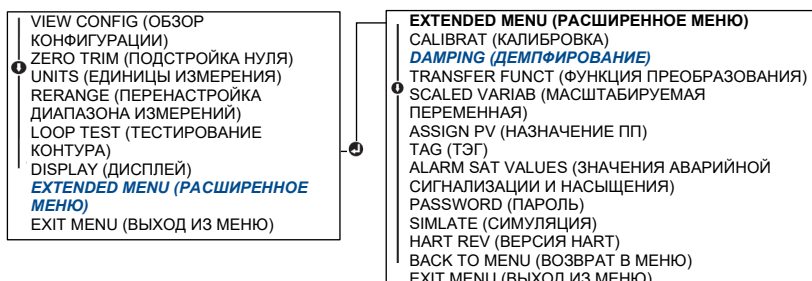 VIEW CONFIG (ОБЗОР
КОНФИГУРАЦИИ)
ZERO TRIM (ПОДСТРОЙКА НУЛЯ)
UNITS (ЕДИНИЦЫ ИЗМЕРЕНИЯ)
RERANGE (ПЕРЕНАСТРОЙКА
ДИАПАЗОНА ИЗМЕРЕНИЙ)
LOOP TEST (ТЕСТИРОВАНИЕ
КОНТУРА)
DISPLAY (ДИСПЛЕЙ)
EXTENDED MENU (РАСШИРЕННОЕ
МЕНЮ)
EXIT MENU (ВЫХОД ИЗ МЕНЮ)
EXTENDED MENU (РАСШИРЕННОЕ МЕНЮ)
CALIBRAT (КАЛИБРОВКА)
DAMPING (ДЕМПФИРОВАНИЕ)
TRANSFER FUNCT (ФУНКЦИЯ ПРЕОБРАЗОВАНИЯ)
SCALED VARIAB (МАСШТАБИРУЕМАЯ
ПЕРЕМЕННАЯ)
ASSIGN PV (НАЗНАЧЕНИЕ ПП)
TAG (ТЭГ)
ALARM SAT VALUES (ЗНАЧЕНИЯ АВАРИЙНОЙ
СИГНАЛИЗАЦИИ И НАСЫЩЕНИЯ)
PASSWORD (ПАРОЛЬ)
SIMLATE (СИМУЛЯЦИЯ)
HART REV (ВЕРСИЯ HART)
BACK TO MENU (ВОЗВРАТ В МЕНЮ)
EXIT MENU (ВЫХОД ИЗ МЕНЮ)